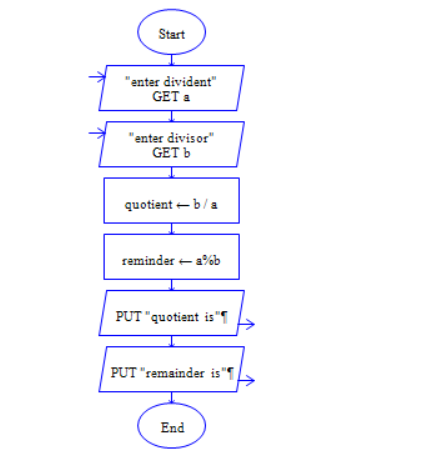 Start
"enter divident"
GET a
"enter divisor"
GET b
quotient ← b / a
reminder ← a%b
PUT "quotient is"¶
PUT "remainder is"¶
End